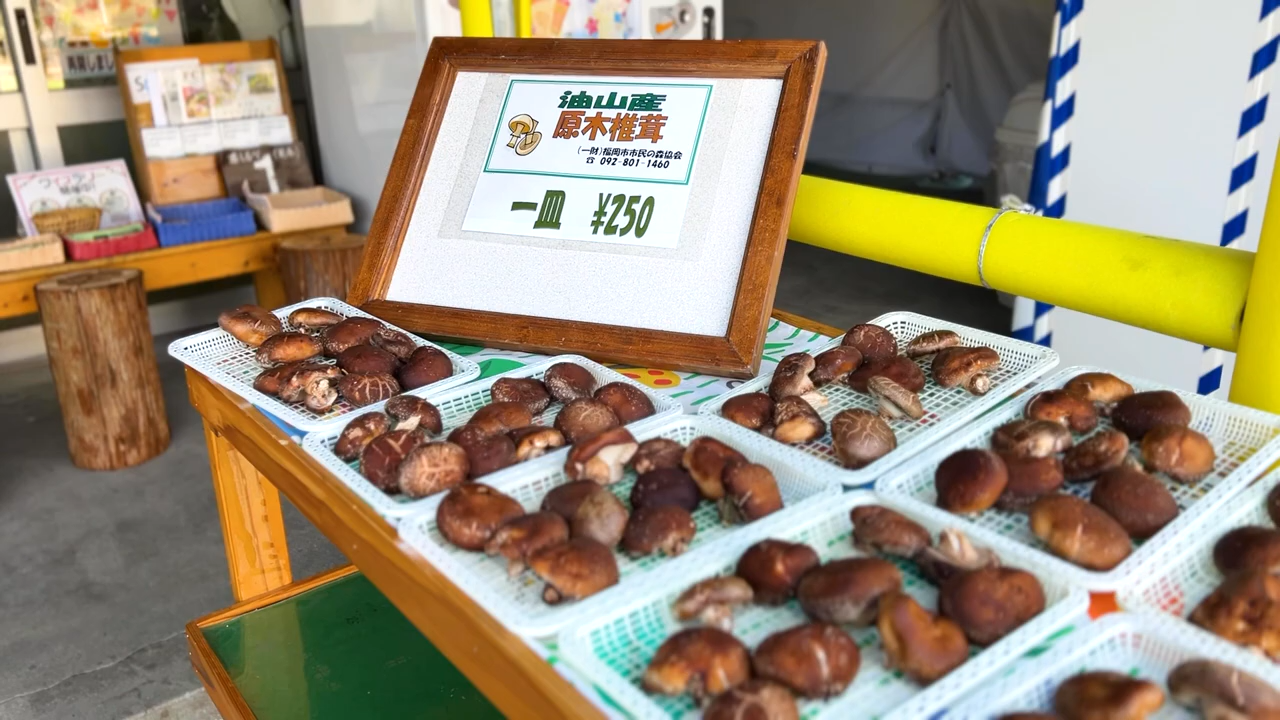 油山産
原木椎茸
(一財)福岡市市民の森協会
☎ 092-801-1460
一皿 ¥250